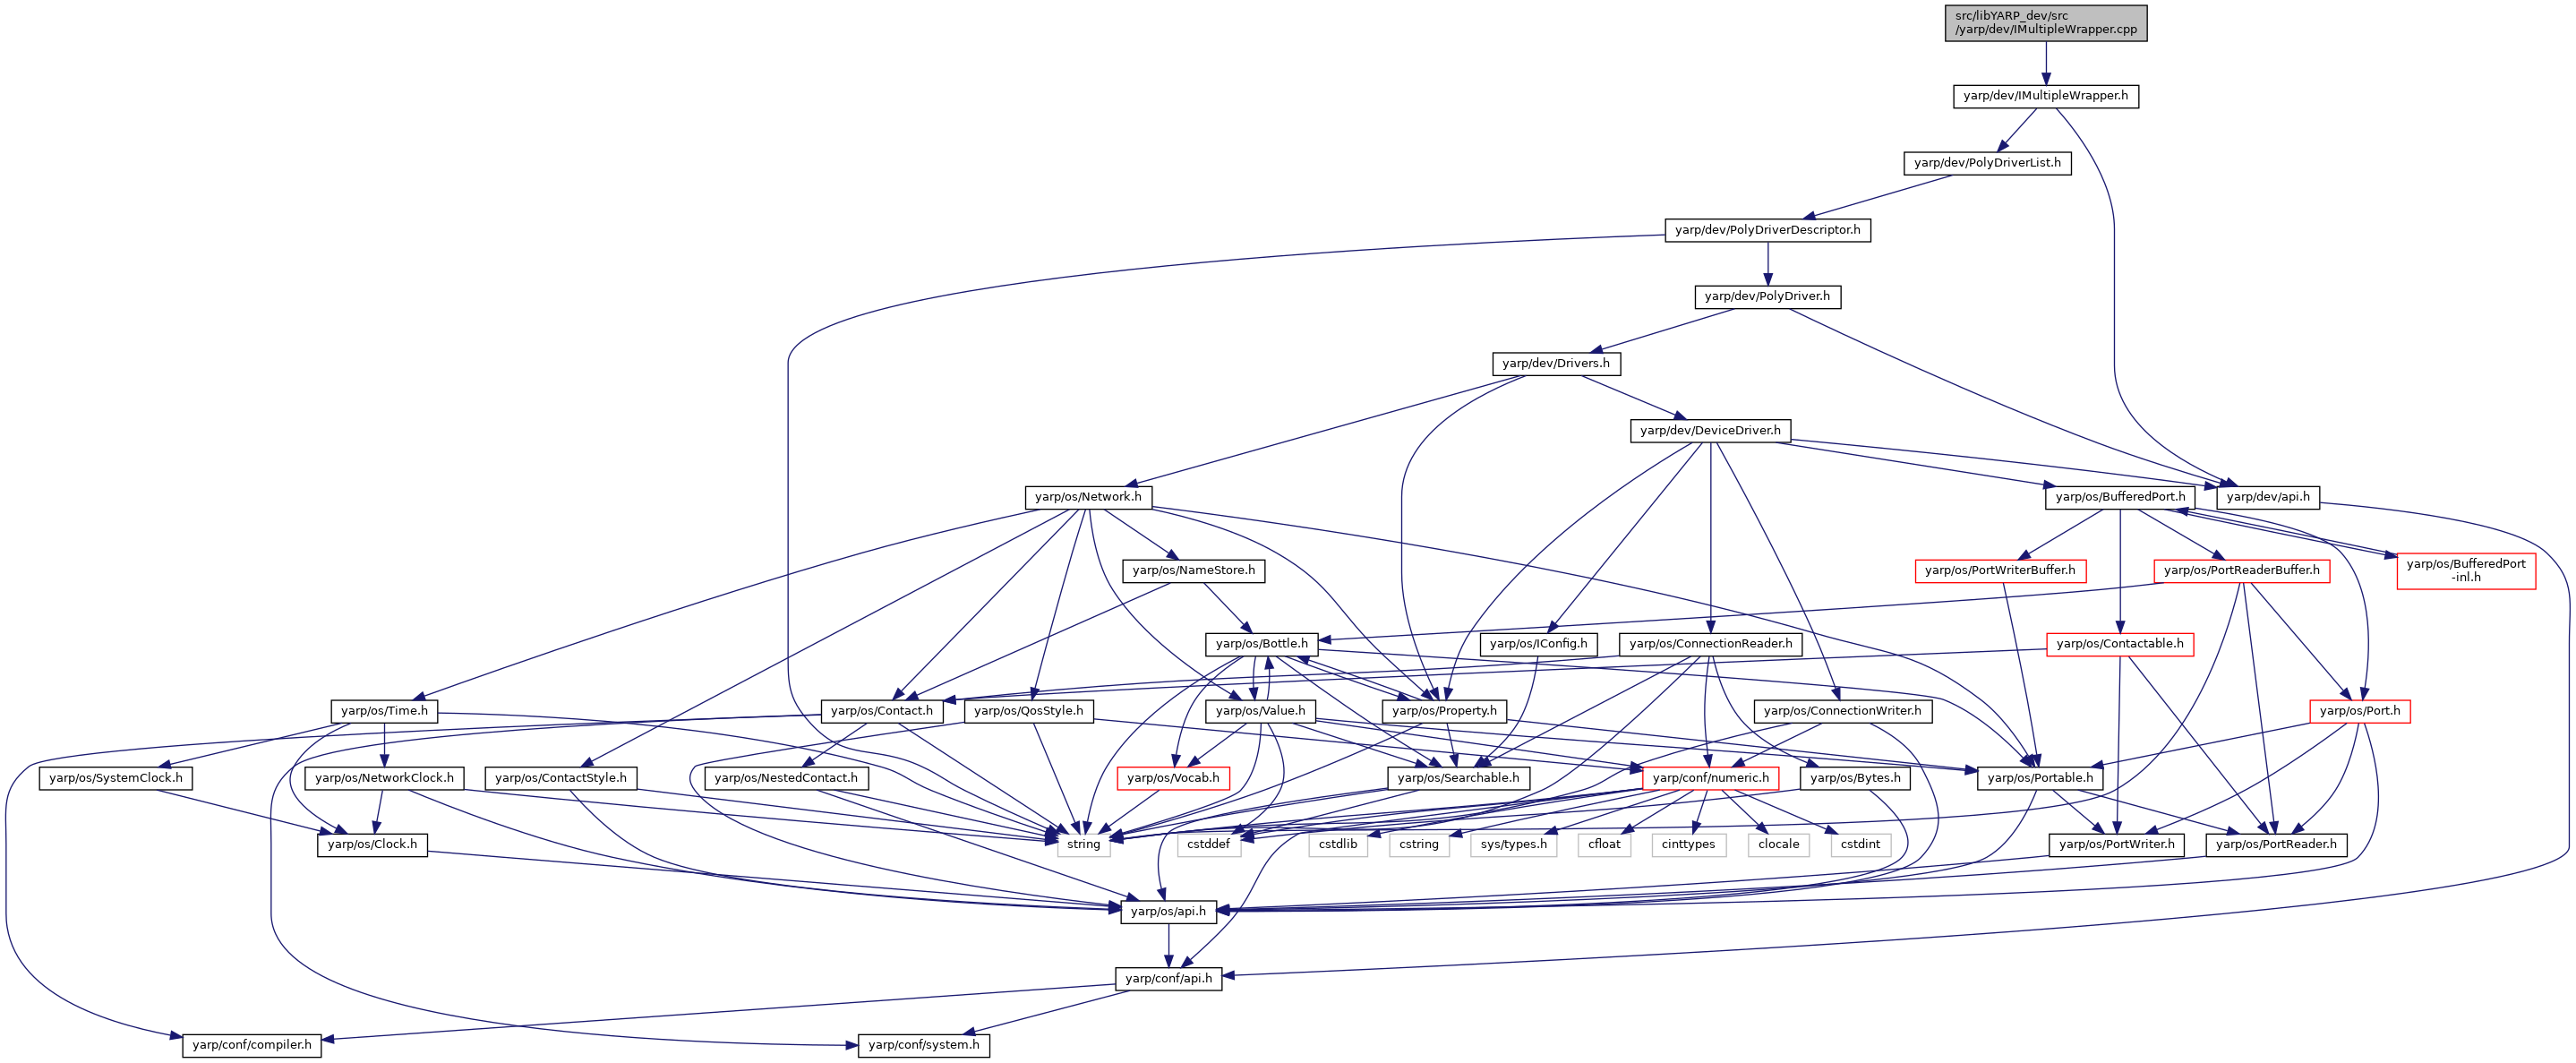 src/libYARP_dev/src
/yarp/dev/IMultipleWrapper.cpp
yarp/dev/IMultipleWrapper.h
yarp/dev/PolyDriverList.h
yarp/dev/PolyDriverDescriptor.h
yarp/dev/PolyDriver.h
yarp/dev/Drivers.h
yarp/dev/DeviceDriver.h
yarp/os/Network.h
yarp/os/BufferedPort.h
yarp/dev/api.h
yarp/os/NameStore.h
yarp/os/PortWriterBuffer.h
yarp/os/PortReaderBuffer.h
yarp/os/BufferedPort
-inl.h
yarp/os/Bottle.h
yarp/os/IConfig.h
yarp/os/ConnectionReader.h
yarp/os/Contactable.h
yarp/os/Time.h
yarp/os/Contact.h
yarp/os/QosStyle.h
yarp/os/Value.h
yarp/os/Property.h
yarp/os/ConnectionWriter.h
yarp/os/Port.h
yarp/os/SystemClock.h
yarp/os/NetworkClock.h
yarp/os/ContactStyle.h
yarp/os/NestedContact.h
yarp/os/Vocab.h
yarp/os/Searchable.h
yarp/conf/numeric.h
yarp/os/Bytes.h
yarp/os/Portable.h
yarp/os/Clock.h
string
cstddef
cstdlib
cstring
sys/types.h
cfloat
cinttypes
clocale
cstdint
yarp/os/PortWriter.h
yarp/os/PortReader.h
yarp/os/api.h
yarp/conf/api.h
yarp/conf/compiler.h
yarp/conf/system.h